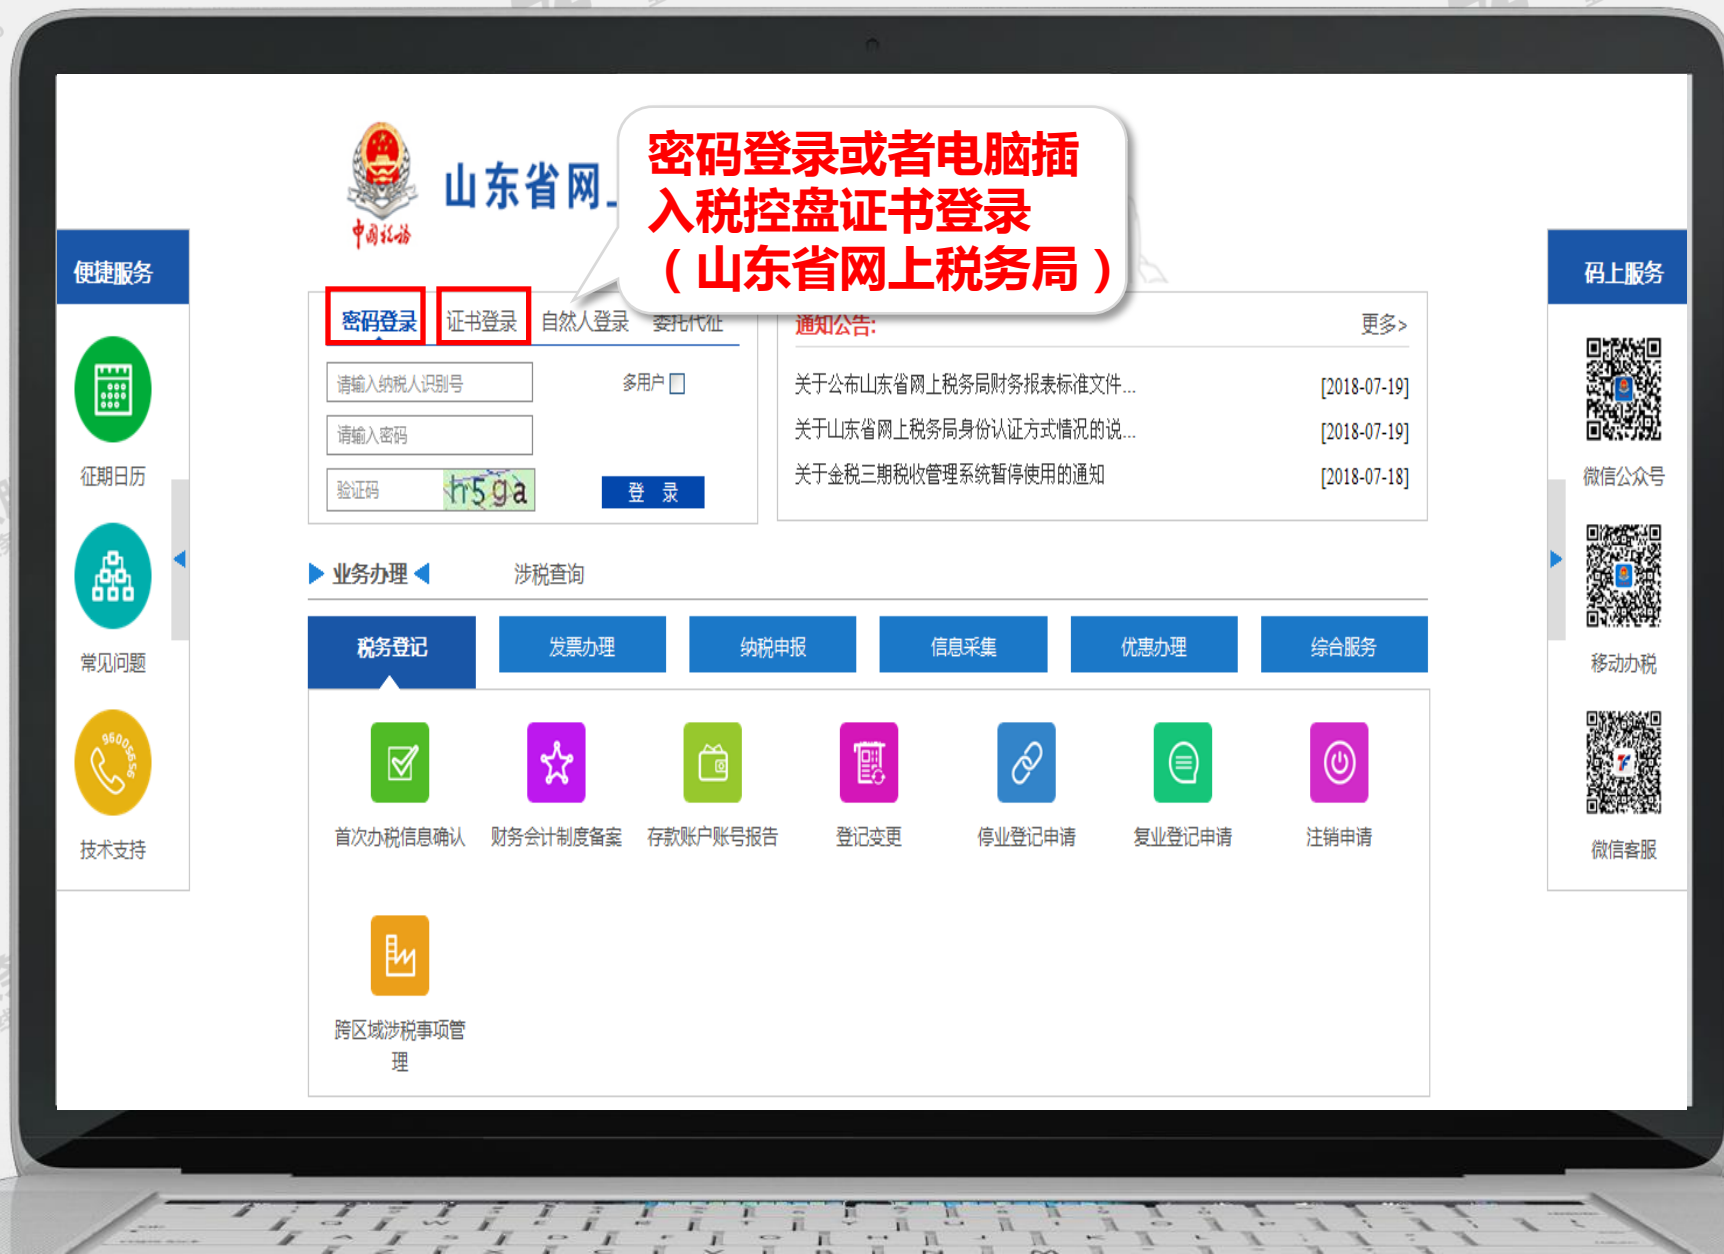 山东省网上
中国税务
密码登录或者电脑插
入税控盘证书登录
（山东省网上税务局）
便捷服务
征期日历
常见问题
96005656
技术支持
密码登录
证书登录
自然人登录
委托代征
请输入纳税人识别号
多用户
请输入密码
验证码
h5ga
登 录
通知公告:
更多>
关于公布山东省网上税务局财务报表标准文件...
[2018-07-19]
关于山东省网上税务局身份认证方式情况的说...
[2018-07-19]
关于金税三期税收管理系统暂停使用的通知
[2018-07-18]
业务办理
涉税查询
税务登记
发票办理
纳税申报
信息采集
优惠办理
综合服务
首次办税信息确认
财务会计制度备案
存款账户账号报告
登记变更
停业登记申请
复业登记申请
注销申请
跨区域涉税事项管
理
码上服务
微信公众号
移动办税
微信客服